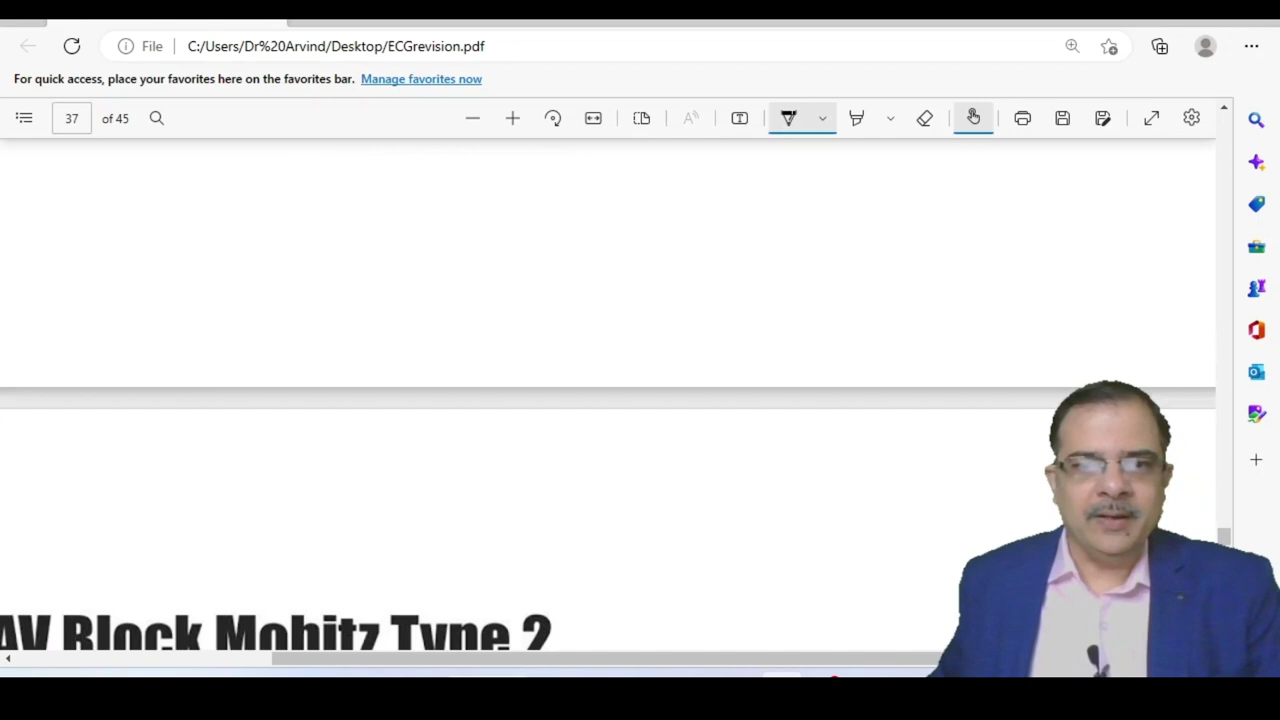 File
C:/Users/Dr%20Arvind/Desktop/ECGrevision.pdf
For quick access, place your favorites here on the favorites bar. Manage favorites now
37 of 45
AV Block Mobitz Type 2